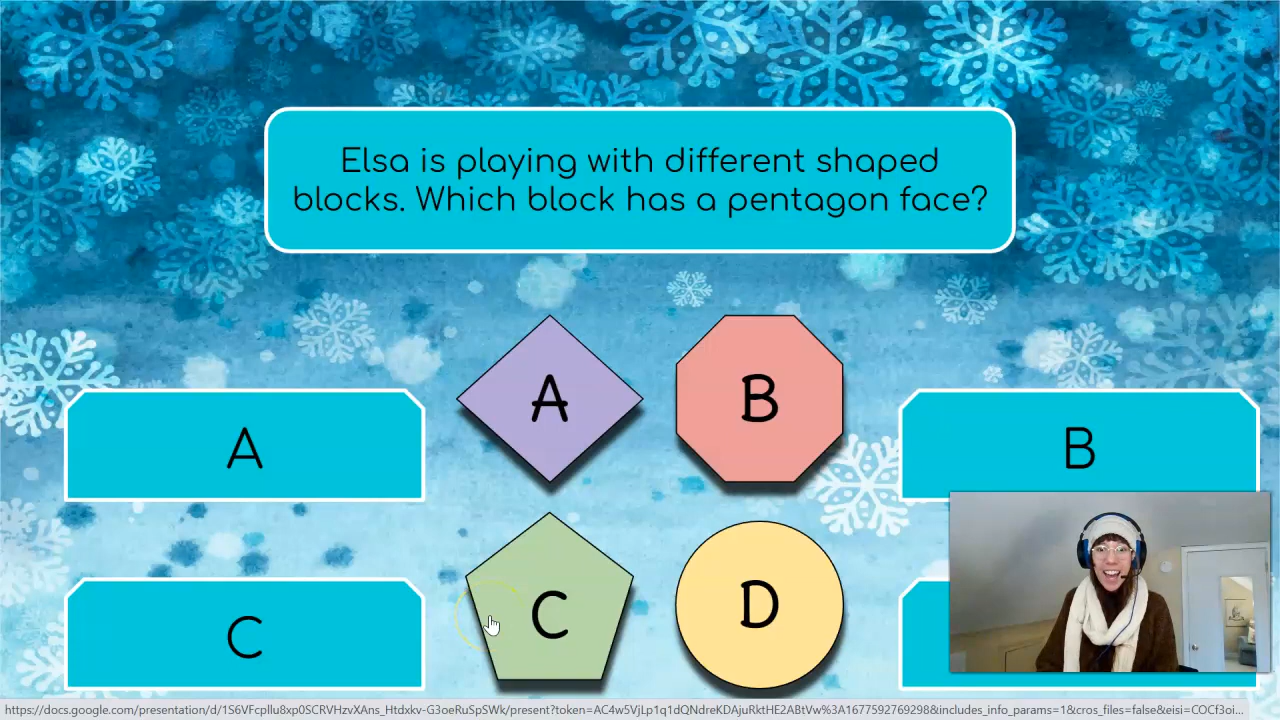 Elsa is playing with different shaped
blocks. Which block has a pentagon face?
A
B
A
B
C
D
C
https://docs.google.com/presentation/d/1S6VFcpllu8xp0SCRVHzvXAns_Htdxkv-G3oeRuSpSWk/present?token=AC4w5VjLp1q1dQNdreKDAjuRktHE2ABtVw%3A1677592769298&includes_info_params=1&cros_files=false&eisi=COCf3oi...